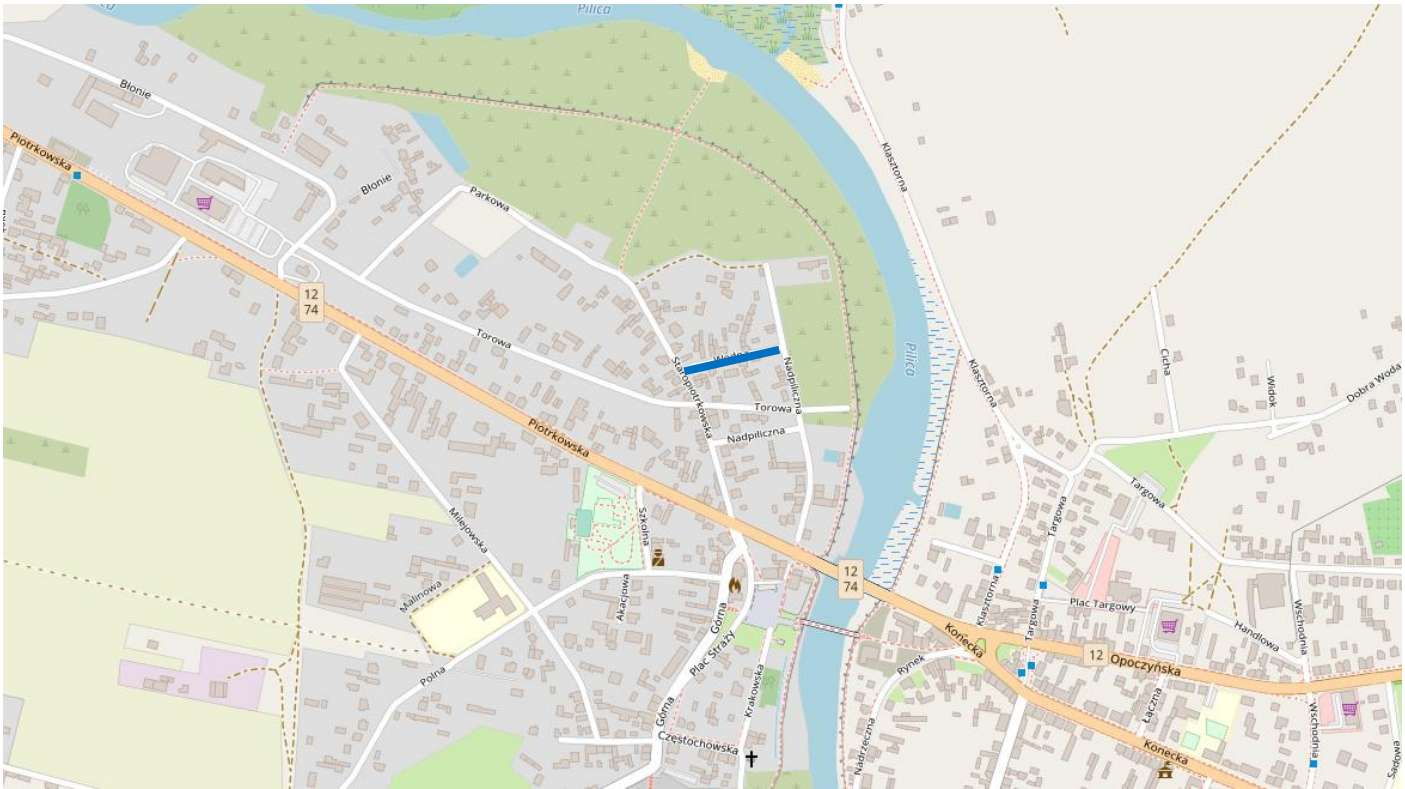 Pilica
Błonie
Piotrkowska
Błonie
Parkowa
Klasztorna
12
74
Torowa
Staropiotrkowska
Nadpiliczna
Pilica
Klasztorna
Cicha
Widok
Dobra Woda
Torowa
Nadpiliczna
Piotrkowska
Milejowska
Szkolna
Targowa
Targowa
12
74
Malinowa
Akacjowa
Górna
Plac Straży
Klasztorna
Targowa
Plac Targowy
Handlowa
Wschodnia
Konecka
Rynek
12
Opoczyńska
Polna
Krakowska
Górna
Częstochowska
Nadrzeczna
Łączna
Konecka
Wschodnia